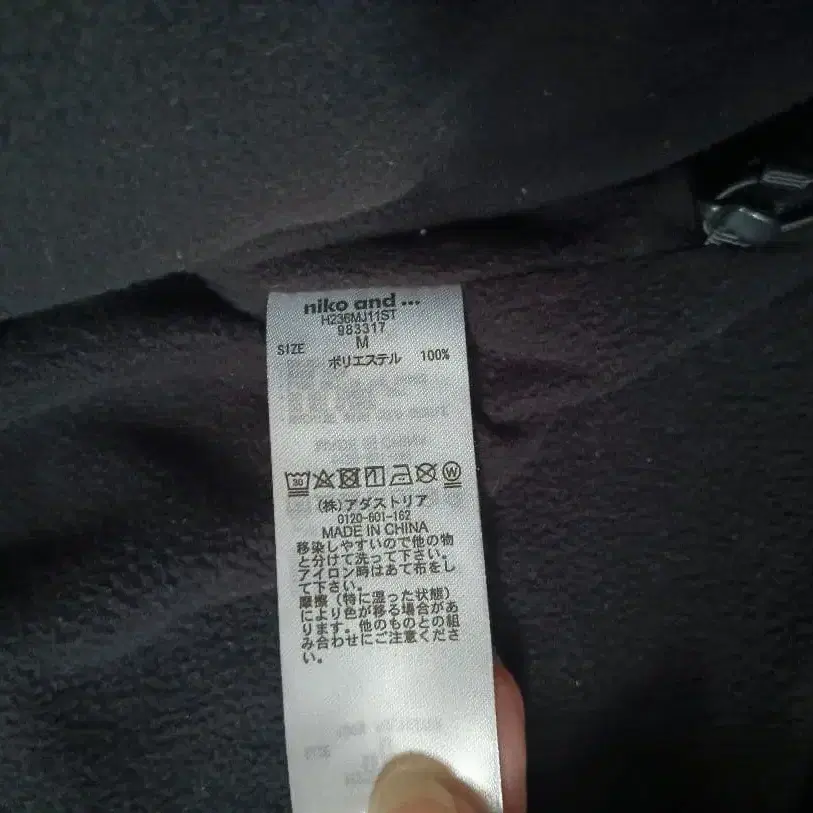 niko and ...
H236MJ11ST
983317
SIZE M
ポリエステル 100%
30
W
(株)アダストリア
0120-601-162
MADE IN CHINA
移染しやすいので他の物
と分けて洗って下さい。
アイロン時はあて布をし
て下さい。
摩擦(特に湿った状態)
により色が移る場合があ
ります。他のものとの組
み合わせにご注意くださ
い。